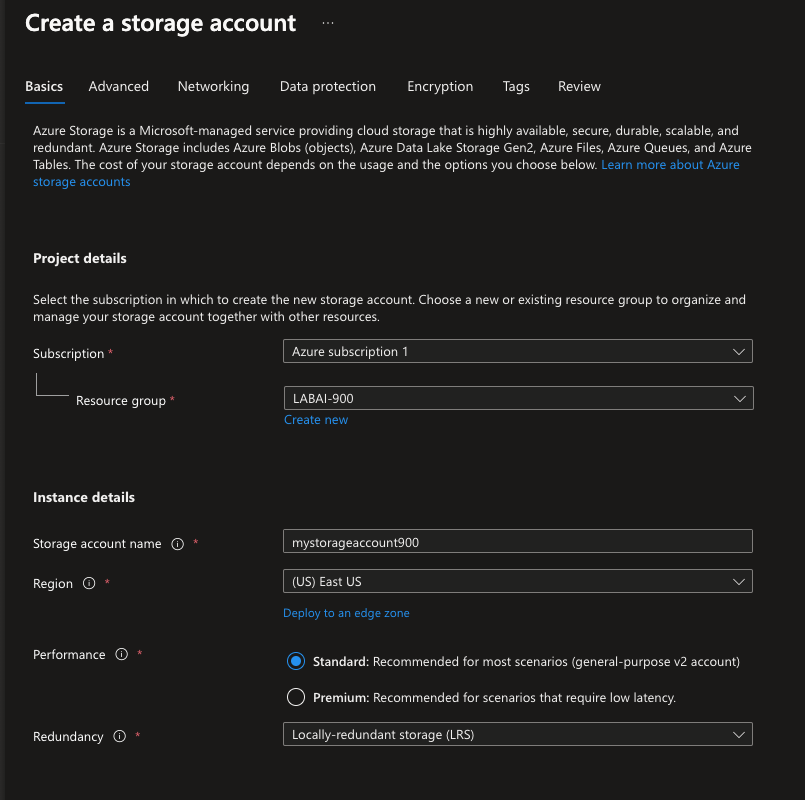 Create a storage account ...
Basics Advanced Networking Data protection Encryption Tags Review
Azure Storage is a Microsoft-managed service providing cloud storage that is highly available, secure, durable, scalable, and
redundant. Azure Storage includes Azure Blobs (objects), Azure Data Lake Storage Gen2, Azure Files, Azure Queues, and Azure
Tables. The cost of your storage account depends on the usage and the options you choose below. Learn more about Azure
storage accounts
Project details
Select the subscription in which to create the new storage account. Choose a new or existing resource group to organize and
manage your storage account together with other resources.
Subscription * Azure subscription 1
Resource group * LABAI-900
Create new
Instance details
Storage account name * mystorageaccount900
Region * (US) East US
Deploy to an edge zone
Performance * Standard: Recommended for most scenarios (general-purpose v2 account)
Premium: Recommended for scenarios that require low latency.
Redundancy * Locally-redundant storage (LRS)